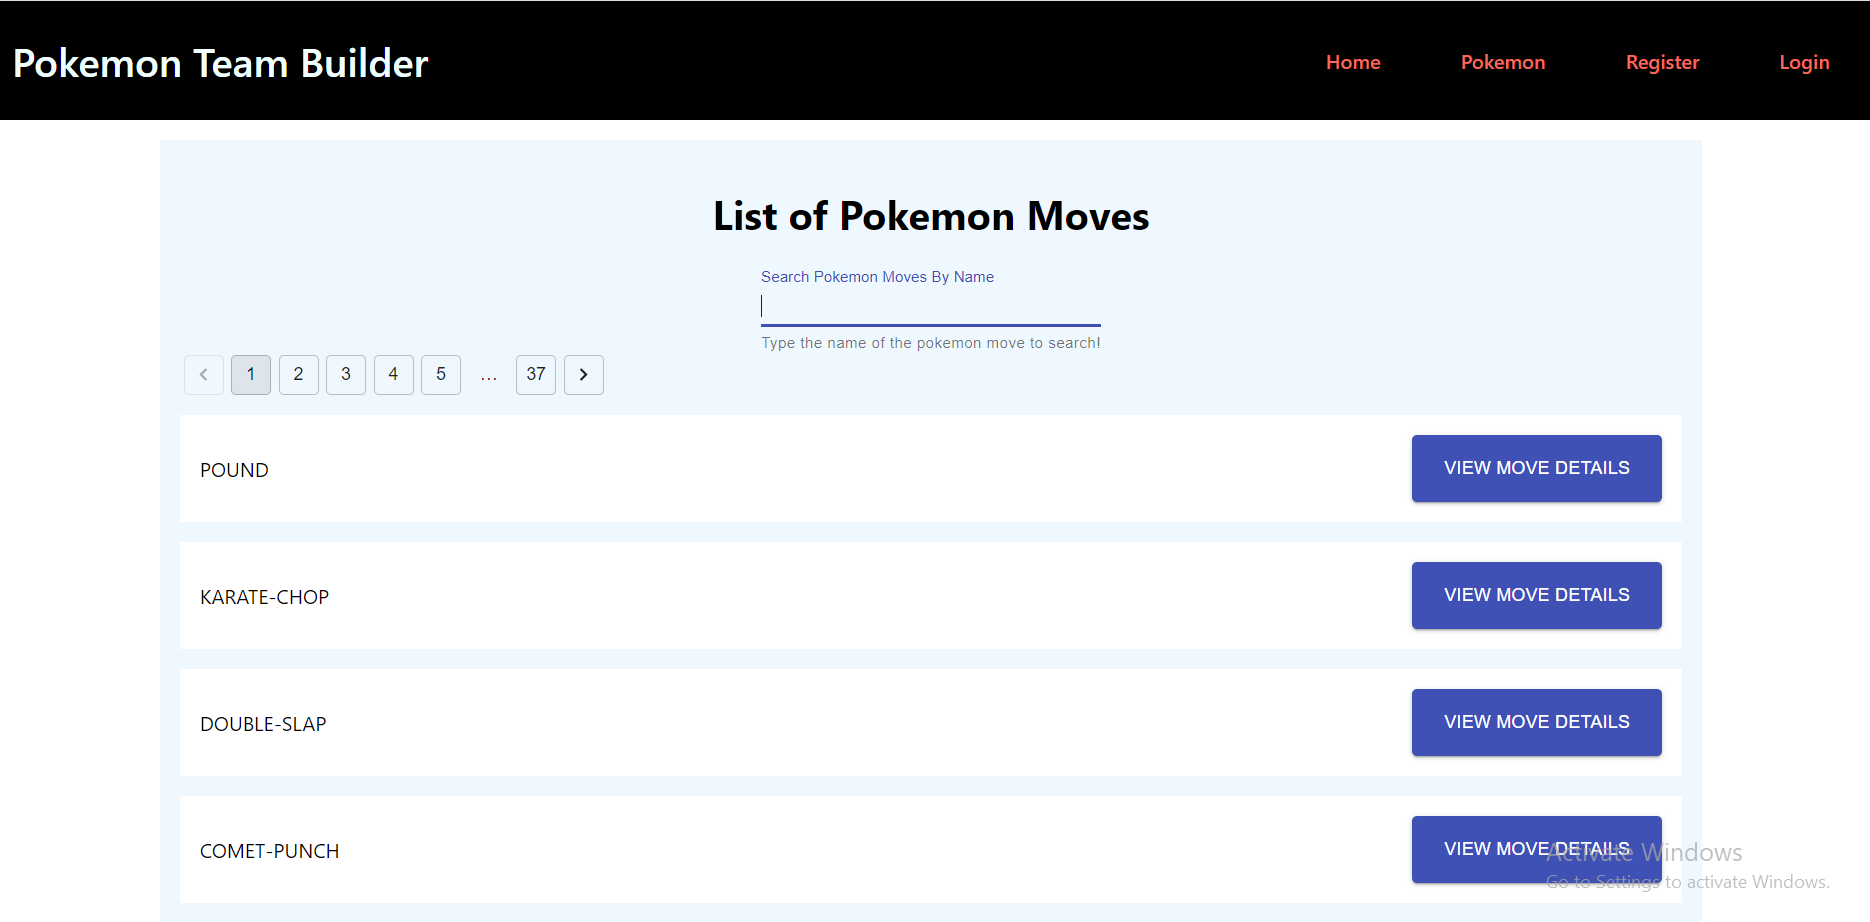 Pokemon Team Builder
Home Pokemon Register Login
List of Pokemon Moves
Search Pokemon Moves By Name
Type the name of the pokemon move to search!
1 2 3 4 5 ... 37
POUND
VIEW MOVE DETAILS
KARATE-CHOP
VIEW MOVE DETAILS
DOUBLE-SLAP
VIEW MOVE DETAILS
COMET-PUNCH
VIEW MOVE DETAILS
Activate Windows
Go to Settings to activate Windows.